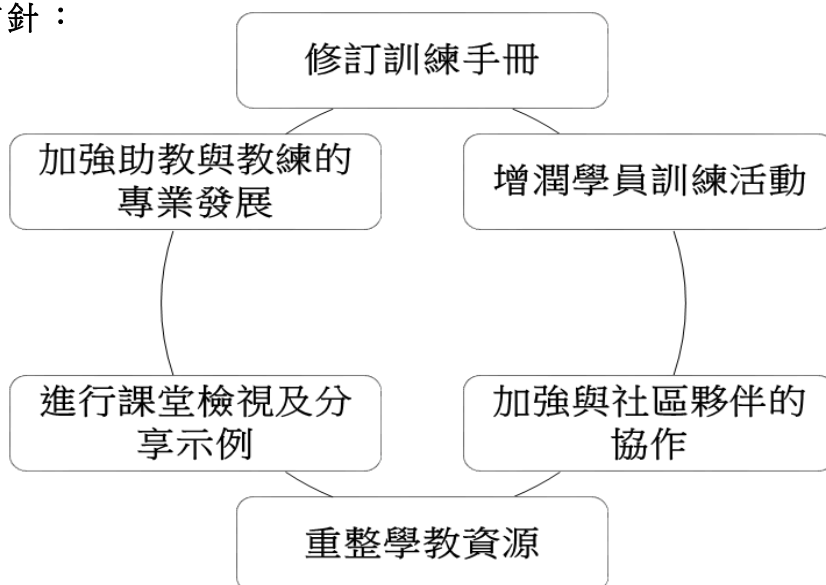 針：
修訂訓練手冊
加強助教與教練的
專業發展
增潤學員訓練活動
進行課堂檢視及分
享示例
加強與社區夥伴的
協作
重整學教資源